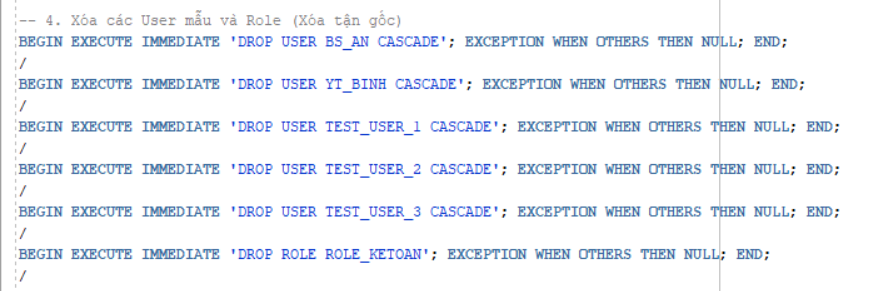 -- 4. Xóa các User mẫu và Role (Xóa tận gốc)
BEGIN EXECUTE IMMEDIATE 'DROP USER BS_AN CASCADE'; EXCEPTION WHEN OTHERS THEN NULL; END;
/
BEGIN EXECUTE IMMEDIATE 'DROP USER YT_BINH CASCADE'; EXCEPTION WHEN OTHERS THEN NULL; END;
/
BEGIN EXECUTE IMMEDIATE 'DROP USER TEST_USER_1 CASCADE'; EXCEPTION WHEN OTHERS THEN NULL; END;
/
BEGIN EXECUTE IMMEDIATE 'DROP USER TEST_USER_2 CASCADE'; EXCEPTION WHEN OTHERS THEN NULL; END;
/
BEGIN EXECUTE IMMEDIATE 'DROP USER TEST_USER_3 CASCADE'; EXCEPTION WHEN OTHERS THEN NULL; END;
/
BEGIN EXECUTE IMMEDIATE 'DROP ROLE ROLE_KETOAN'; EXCEPTION WHEN OTHERS THEN NULL; END;
/